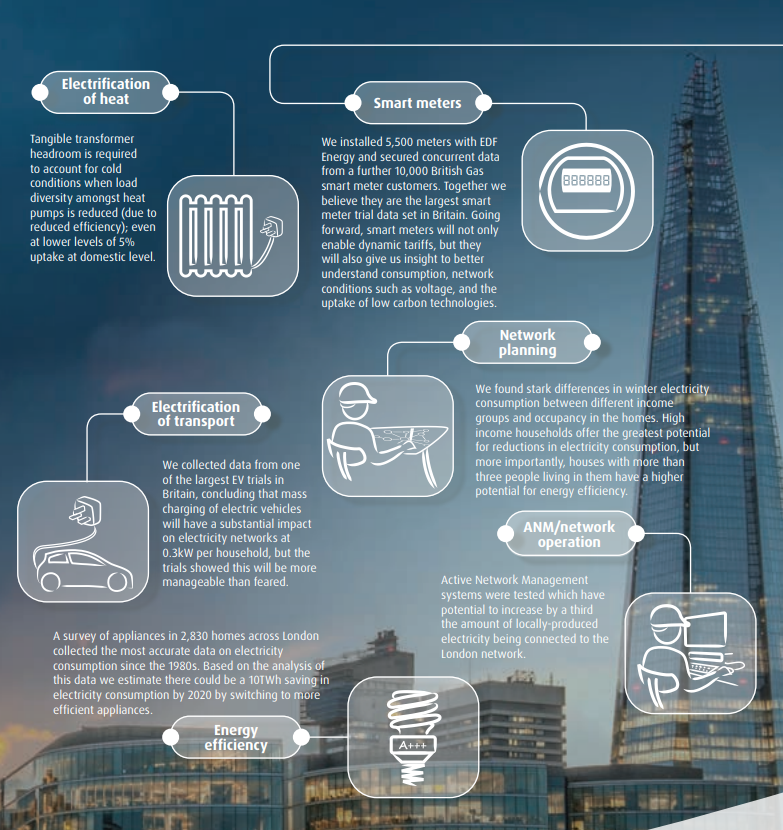 Electrification
of heat
Tangible transformer
headroom is required
to account for cold
conditions when load
diversity amongst heat
pumps is reduced (due to
reduced efficiency); even
at lower levels of 5%
uptake at domestic level.
Smart meters
We installed 5,500 meters with EDF
Energy and secured concurrent data
from a further 10,000 British Gas
smart meter customers. Together we
believe they are the largest smart
meter trial data set in Britain. Going
forward, smart meters will not only
enable dynamic tariffs, but they
will also give us insight to better
understand consumption, network
conditions such as voltage, and the
uptake of low carbon technologies.
888888
Network
planning
We found stark differences in winter electricity
consumption between different income
groups and occupancy in the homes. High
income households offer the greatest potential
for reductions in electricity consumption, but
more importantly, houses with more than
three people living in them have a higher
potential for energy efficiency.
Electrification
of transport
We collected data from one
of the largest EV trials in
Britain, concluding that mass
charging of electric vehicles
will have a substantial impact
on electricity networks at
0.3kW per household, but the
trials showed this will be more
manageable than feared.
ANM/network
operation
Active Network Management
systems were tested which have
potential to increase by a third
the amount of locally-produced
electricity being connected to the
London network.
A survey of appliances in 2,830 homes across London
collected the most accurate data on electricity
consumption since the 1980s. Based on the analysis of
this data we estimate there could be a 10TWh saving in
electricity consumption by 2020 by switching to more
efficient appliances.
Energy
efficiency
A+++